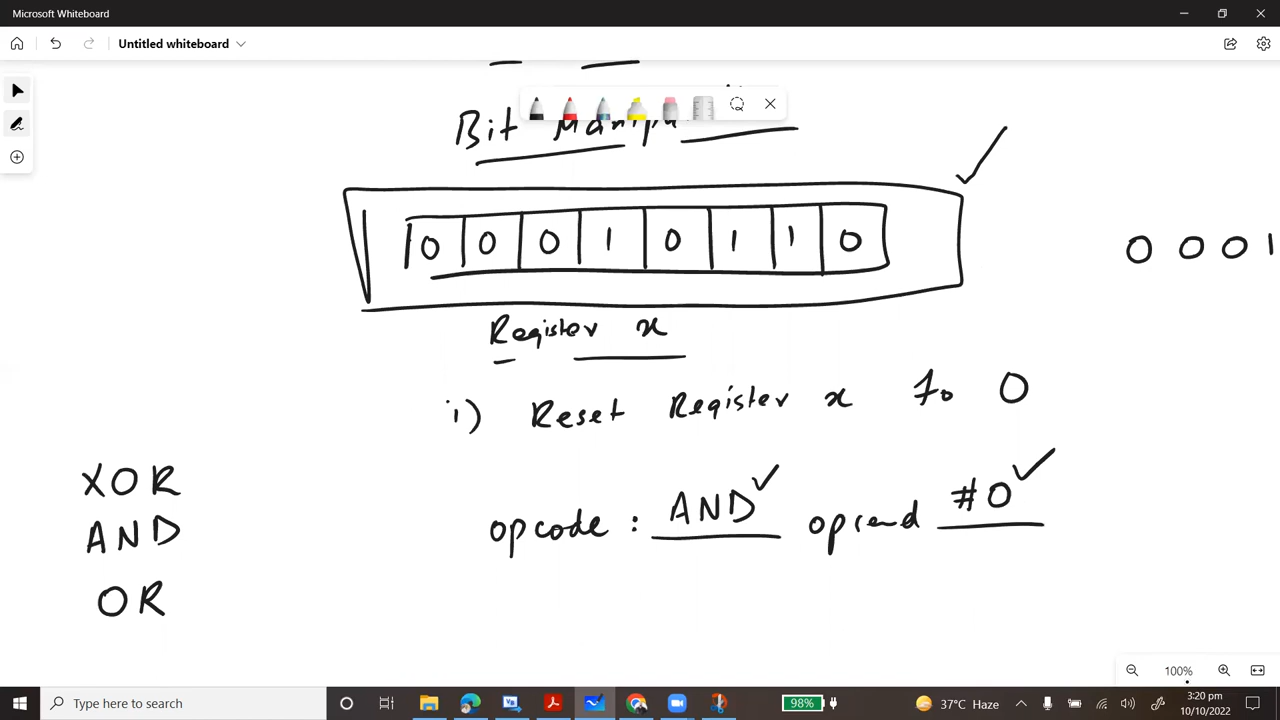 Microsoft Whiteboard
Untitled whiteboard
Bit Manip
0 0 0 1 0 1 1 0
0 0 0 1
Register x
i) Reset Register x to 0
XOR
AND
OR
opcode : AND operand #0
100%
Type here to search
98%
37°C Haze
3:20 pm
10/10/2022